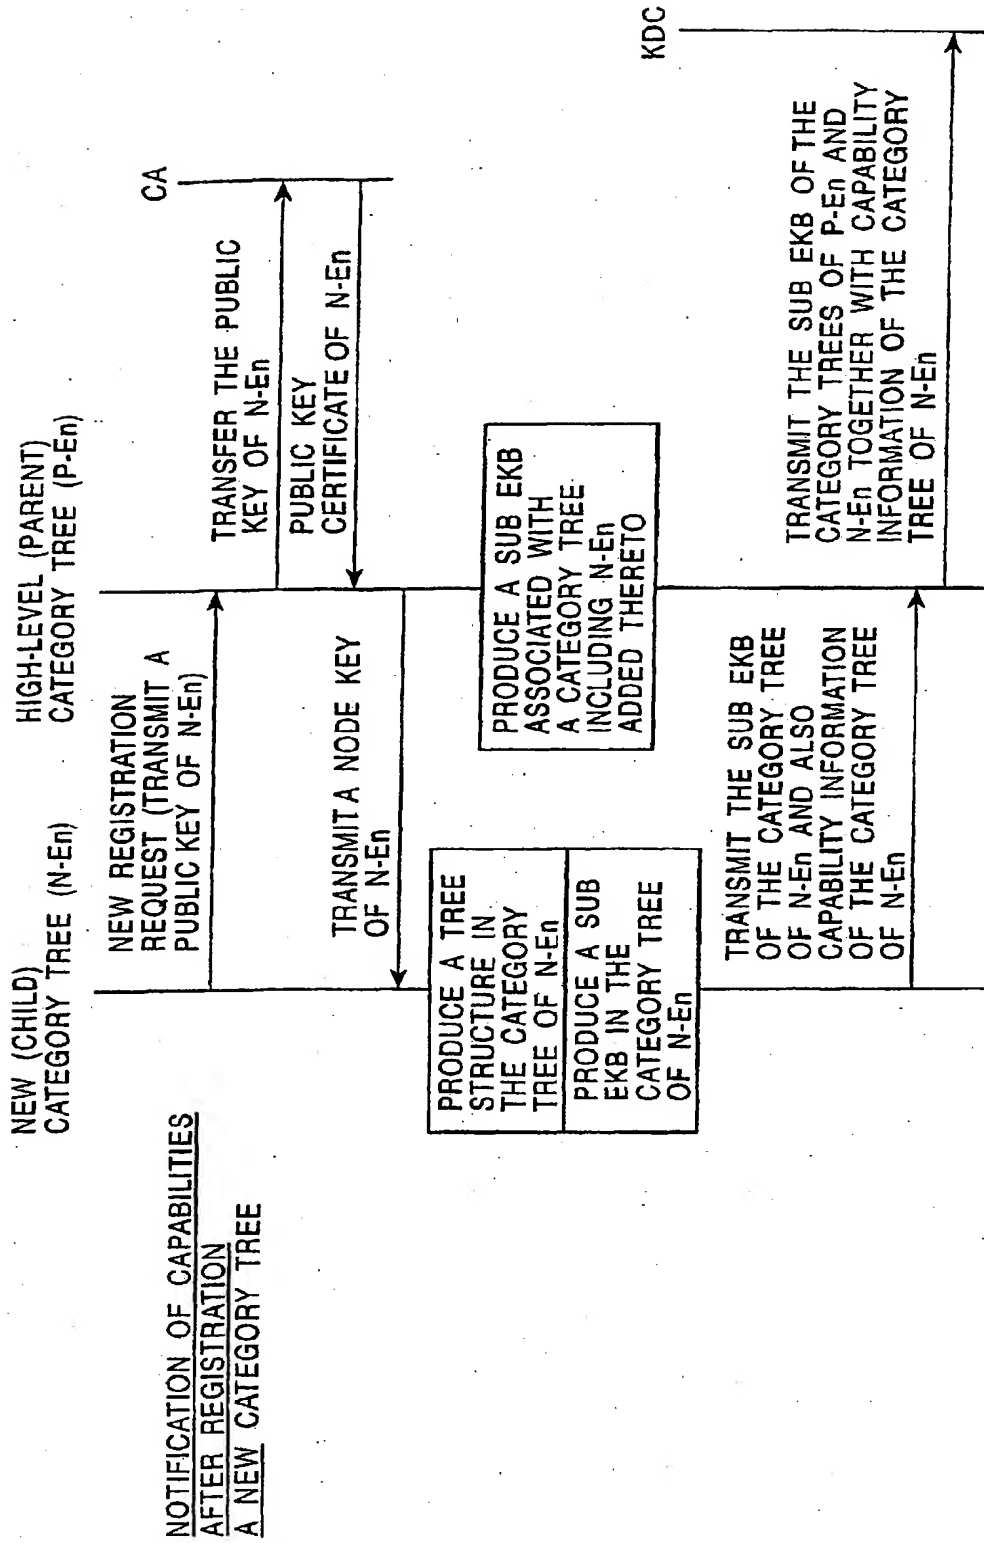 NOTIFICATION OF CAPABILITIES
AFTER REGISTRATION
A NEW CATEGORY TREE
NEW (CHILD)
CATEGORY TREE (N-En)
HIGH-LEVEL (PARENT)
CATEGORY TREE (P-En)
CA
KDC
NEW REGISTRATION
REQUEST (TRANSMIT A
PUBLIC KEY OF N-En)
TRANSFER THE PUBLIC
KEY OF N-En
PUBLIC KEY
CERTIFICATE OF N-En
TRANSMIT A NODE KEY
OF N-En
PRODUCE A TREE
STRUCTURE IN
THE CATEGORY
TREE OF N-En
PRODUCE A SUB
EKB IN THE
CATEGORY TREE
OF N-En
PRODUCE A SUB EKB
ASSOCIATED WITH
A CATEGORY TREE
INCLUDING N-En
ADDED THERETO
TRANSMIT THE SUB EKB
OF THE CATEGORY TREE
OF N-En AND ALSO
CAPABILITY INFORMATION
OF THE CATEGORY TREE
OF N-En
TRANSMIT THE SUB EKB OF THE
CATEGORY TREES OF P-En AND
N-En TOGETHER WITH CAPABILITY
INFORMATION OF THE CATEGORY
TREE OF N-En